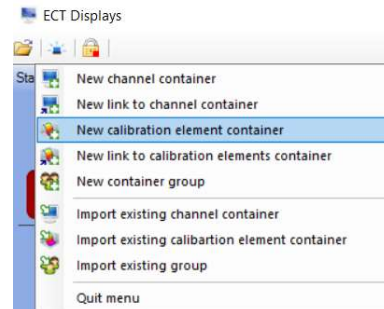 ECT Displays
Sta
New channel container
New link to channel container
New calibration element container
New link to calibration elements container
New container group
Import existing channel container
Import existing calibartion element container
Import existing group
Quit menu